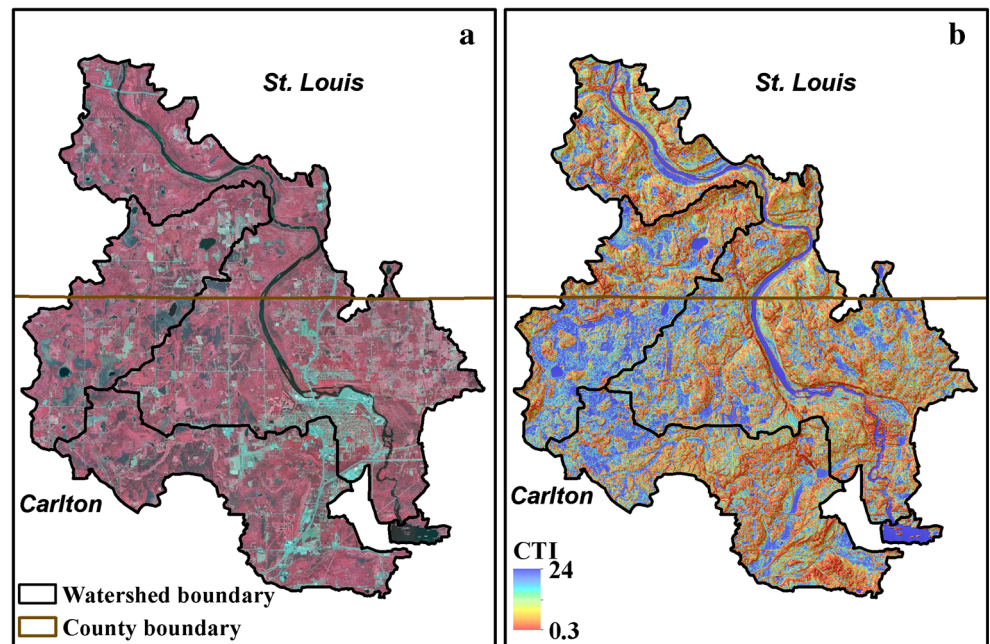 a
St. Louis
Carlton
Watershed boundary
County boundary
b
St. Louis
Carlton
CTI
24
0.3